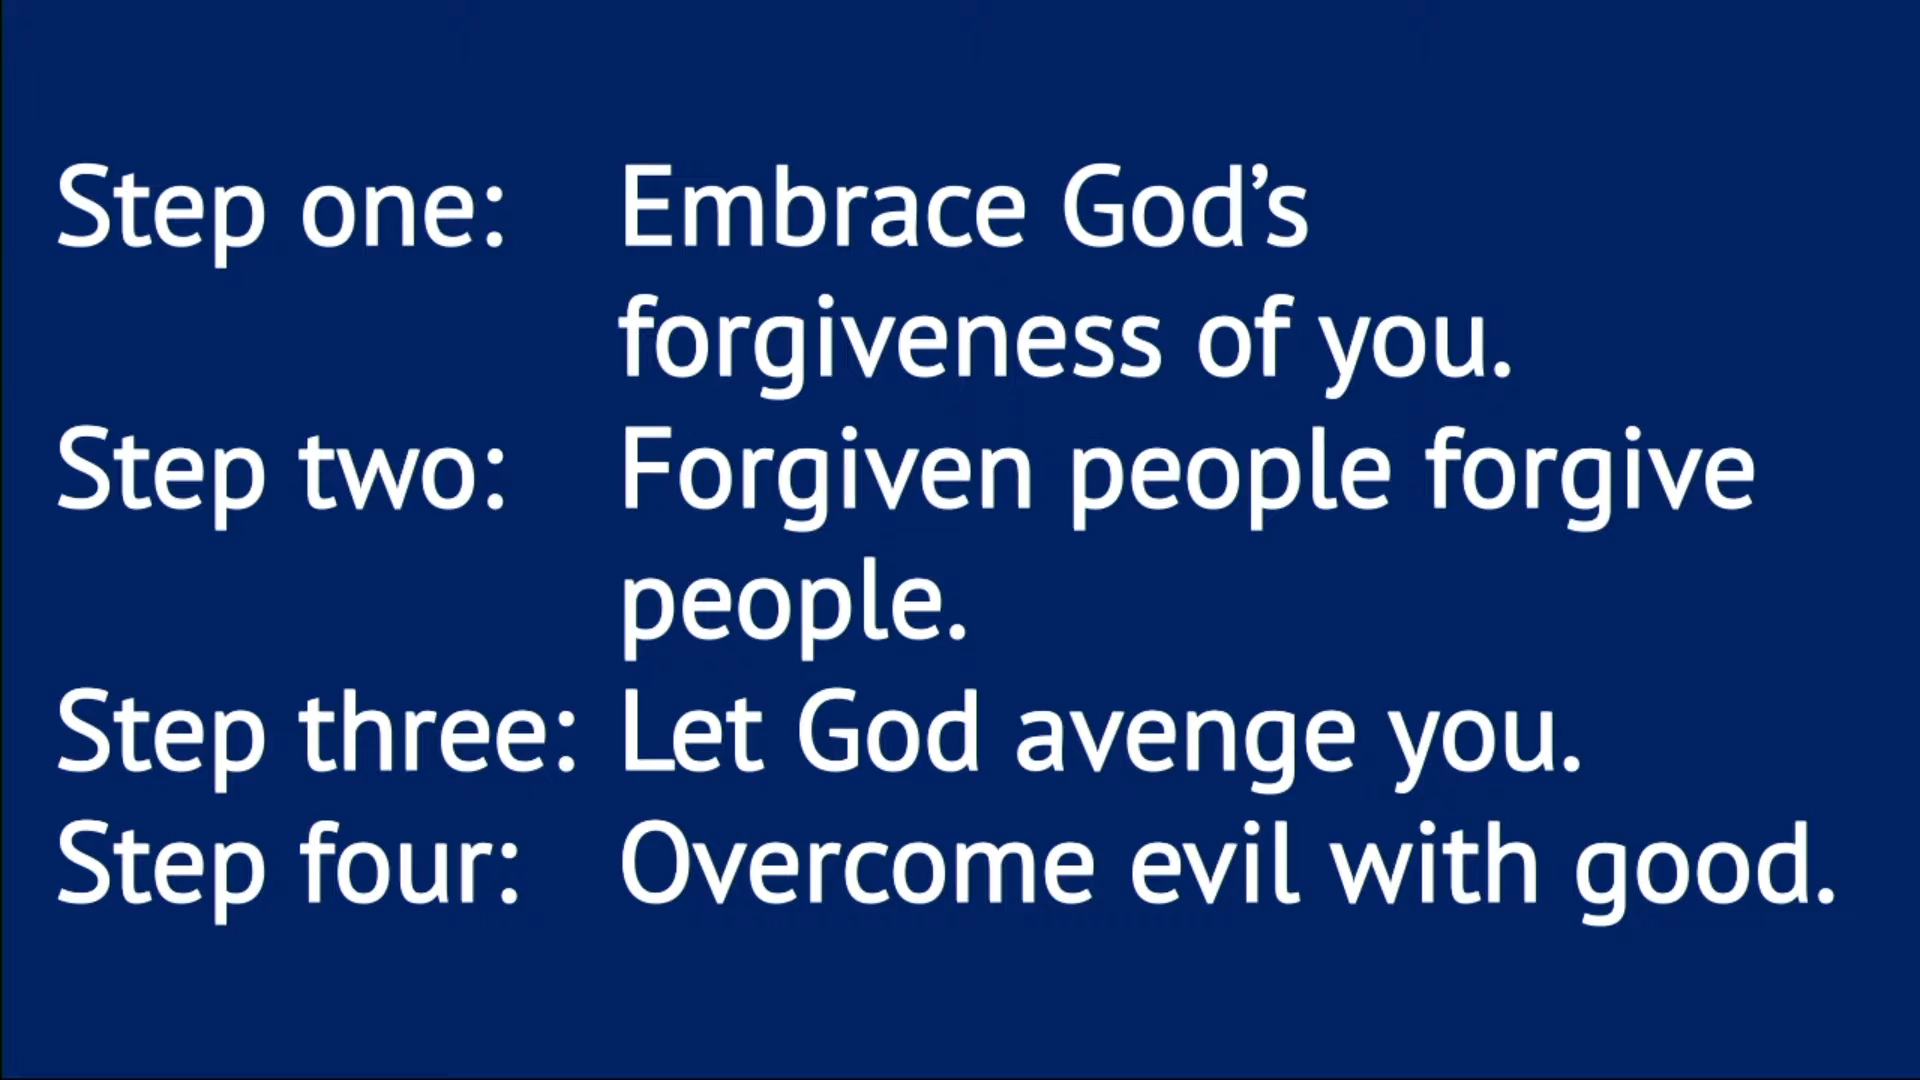 Step one: Embrace God’s
forgiveness of you.
Step two: Forgiven people forgive
people.
Step three: Let God avenge you.
Step four: Overcome evil with good.